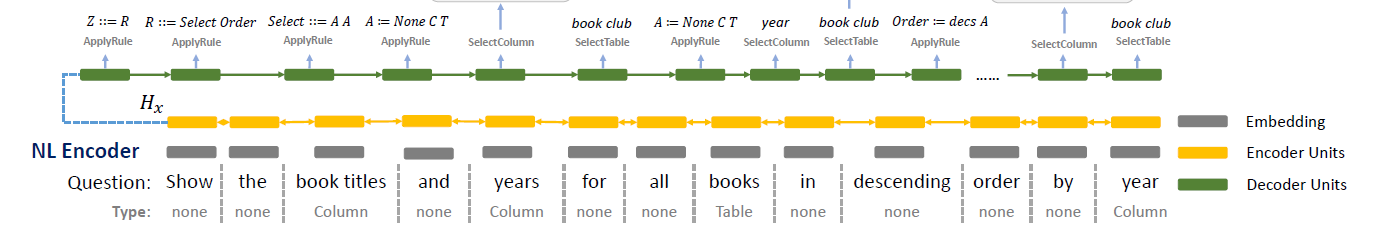 Z ::= R R ::= Select Order Select ::= A A A ::= None C T book club A ::= None C T year book club Order ::= decs A book club
ApplyRule ApplyRule ApplyRule ApplyRule SelectColumn SelectTable ApplyRule SelectColumn SelectTable ApplyRule SelectColumn SelectTable
......
Hx
Embedding
NL Encoder
Encoder Units
Question: Show the book titles and years for all books in descending order by year
Decoder Units
Type: none none Column none Column none none Table none none none none Column